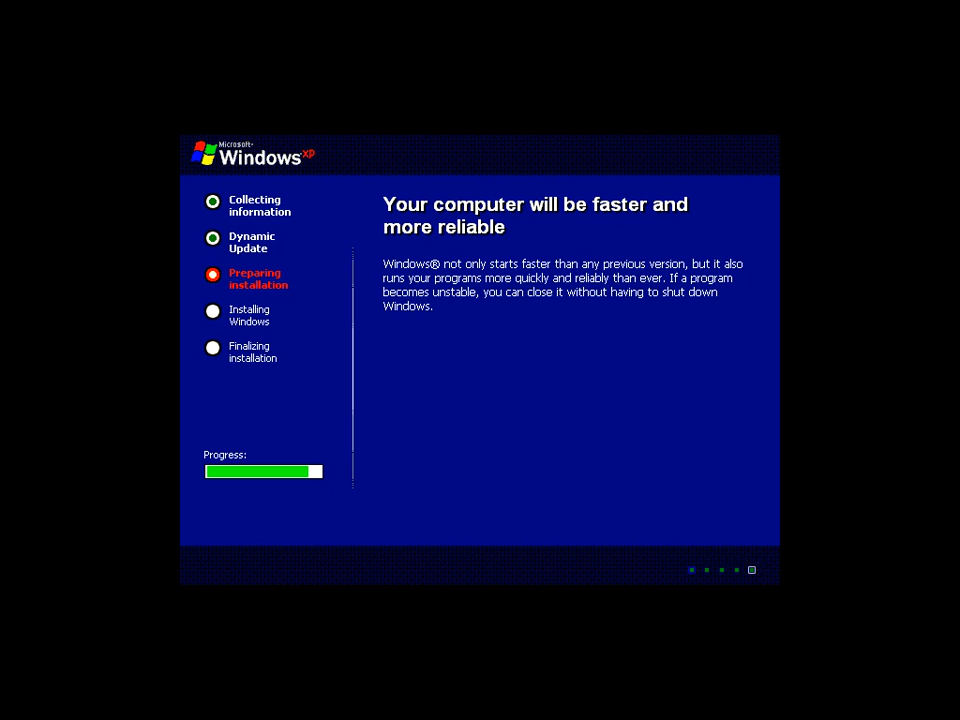 Microsoft
Windows xp
Collecting
information
Dynamic
Update
Preparing
installation
Installing
Windows
Finalizing
installation
Progress:
Your computer will be faster and
more reliable
Windows® not only starts faster than any previous version, but it also
runs your programs more quickly and reliably than ever. If a program
becomes unstable, you can close it without having to shut down
Windows.